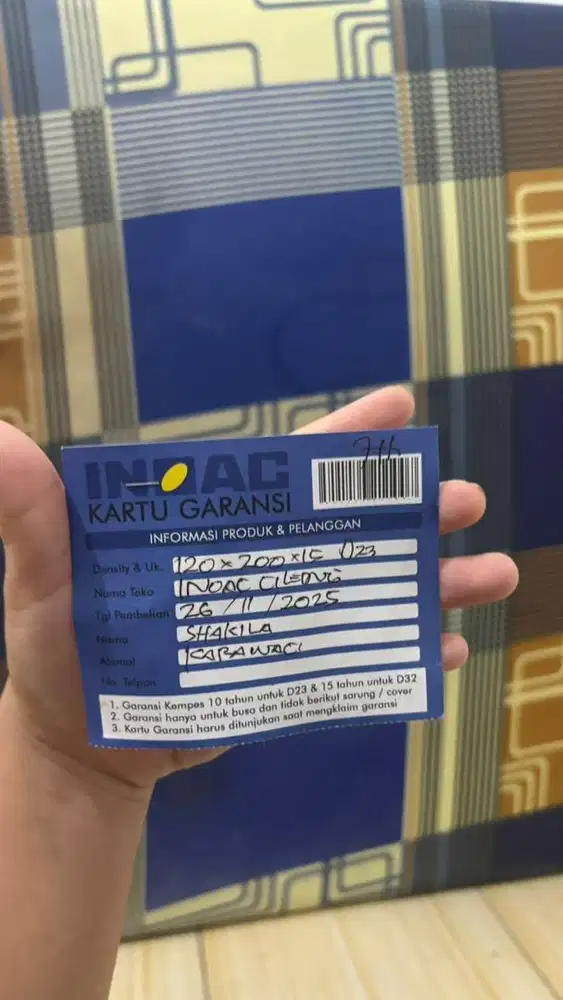 INOAC
KARTU GARANSI
INFORMASI PRODUK & PELANGGAN
Density & Uk. 120 x 200 x 15 D23
Nama Toko INOAC CILEDUG
Tgl Pembelian 26 / 11 / 2025
Nama SHAKILA
Alamat KARAWACI
No. Telpon
1. Garansi Kempes 10 tahun untuk D23 & 15 tahun untuk D32
2. Garansi hanya untuk busa dan tidak berikut sarung / cover
3. Kartu Garansi harus ditunjukan saat mengklaim garansi